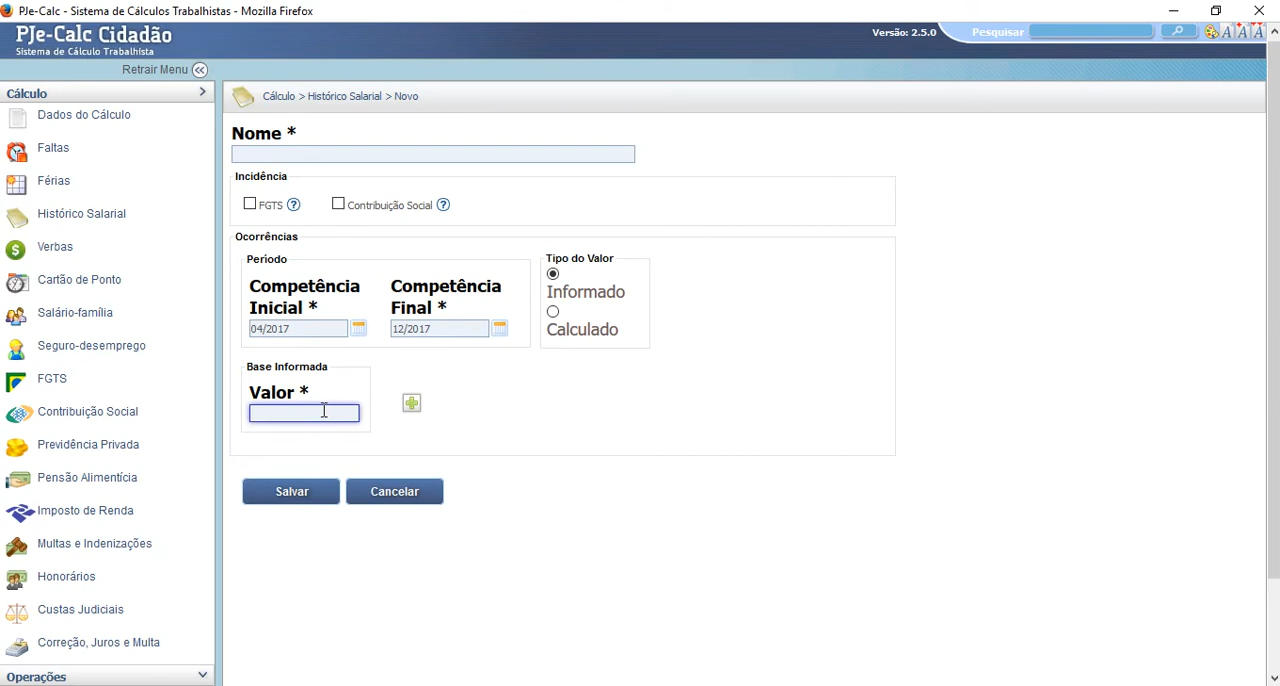 PJe-Calc - Sistema de Cálculos Trabalhistas - Mozilla Firefox
PJe-Calc Cidadão
Sistema de Cálculo Trabalhista
Versão: 2.5.0
Pesquisar
A A A
Retrair Menu
Cálculo
Dados do Cálculo
Faltas
Férias
Histórico Salarial
Verbas
Cartão de Ponto
Salário-família
Seguro-desemprego
FGTS
Contribuição Social
Previdência Privada
Pensão Alimentícia
Imposto de Renda
Multas e Indenizações
Honorários
Custas Judiciais
Correção, Juros e Multa
Operações
Cálculo > Histórico Salarial > Novo
Nome *
Incidência
FGTS ?
Contribuição Social ?
Ocorrências
Período
Competência Inicial *
04/2017
Competência Final *
12/2017
Tipo do Valor
Informado
Calculado
Base Informada
Valor *
Salvar
Cancelar